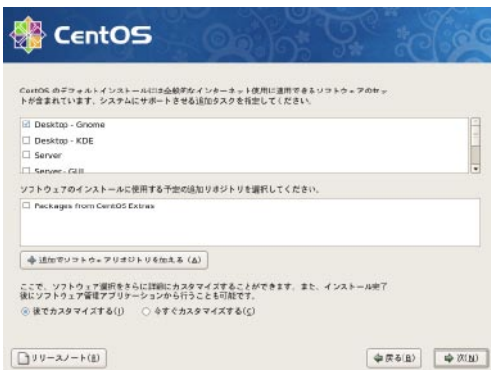 CentOS
CentOS のデフォルトインストールには全般的なインターネット使用に適用できるソフトウェアのセッ
トが含まれています。システムにサポートさせる追加タスクを指定してください。
Desktop - Gnome
Desktop - KDE
Server
Server - GUI
ソフトウェアのインストールに使用する予定の追加リポジトリを選択してください。
Packages from CentOS Extras
追加でソフトウェアリポジトリを加える (A)
ここで、ソフトウェア選択をさらに詳細にカスタマイズすることができます。また、インストール完了
後にソフトウェア管理アプリケーションから行うことも可能です。
後でカスタマイズする(l) 今すぐカスタマイズする(c)
リリースノート(R) 戻る(B) 次(N)